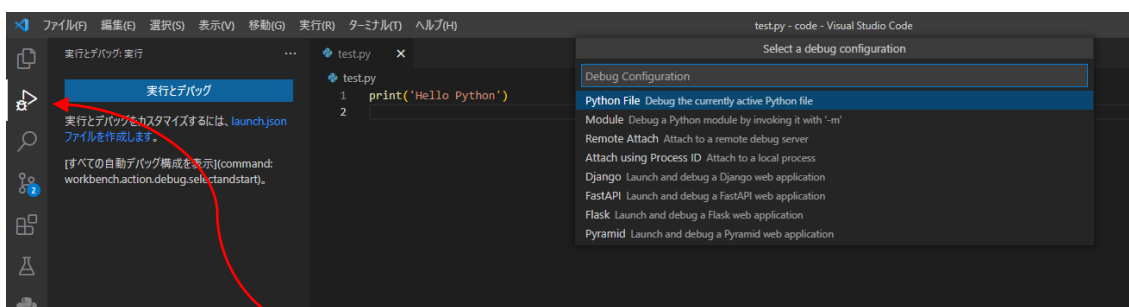 ファイル(F) 編集(E) 選択(S) 表示(V) 移動(G) 実行(R) ターミナル(T) ヘルプ(H) test.py - code - Visual Studio Code
実行とデバッグ: 実行 ···
実行とデバッグ
実行とデバッグをカスタマイズするには、launch.json
ファイルを作成します。
[すべての自動デバッグ構成を表示](command:
workbench.action.debug.selectandstart)。
2
test.py
test.py
1 print('Hello Python')
2
Select a debug configuration
Debug Configuration
Python File Debug the currently active Python file
Module Debug a Python module by invoking it with '-m'
Remote Attach Attach to a remote debug server
Attach using Process ID Attach to a local process
Django Launch and debug a Django web application
FastAPI Launch and debug a FastAPI web application
Flask Launch and debug a Flask web application
Pyramid Launch and debug a Pyramid web application